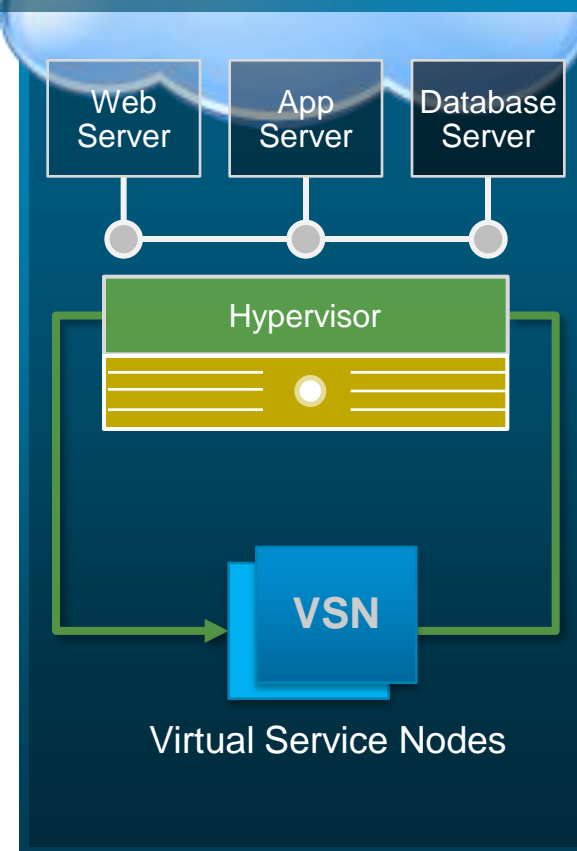 Web
Server
App
Server
Database
Server
Hypervisor
VSN
Virtual Service Nodes